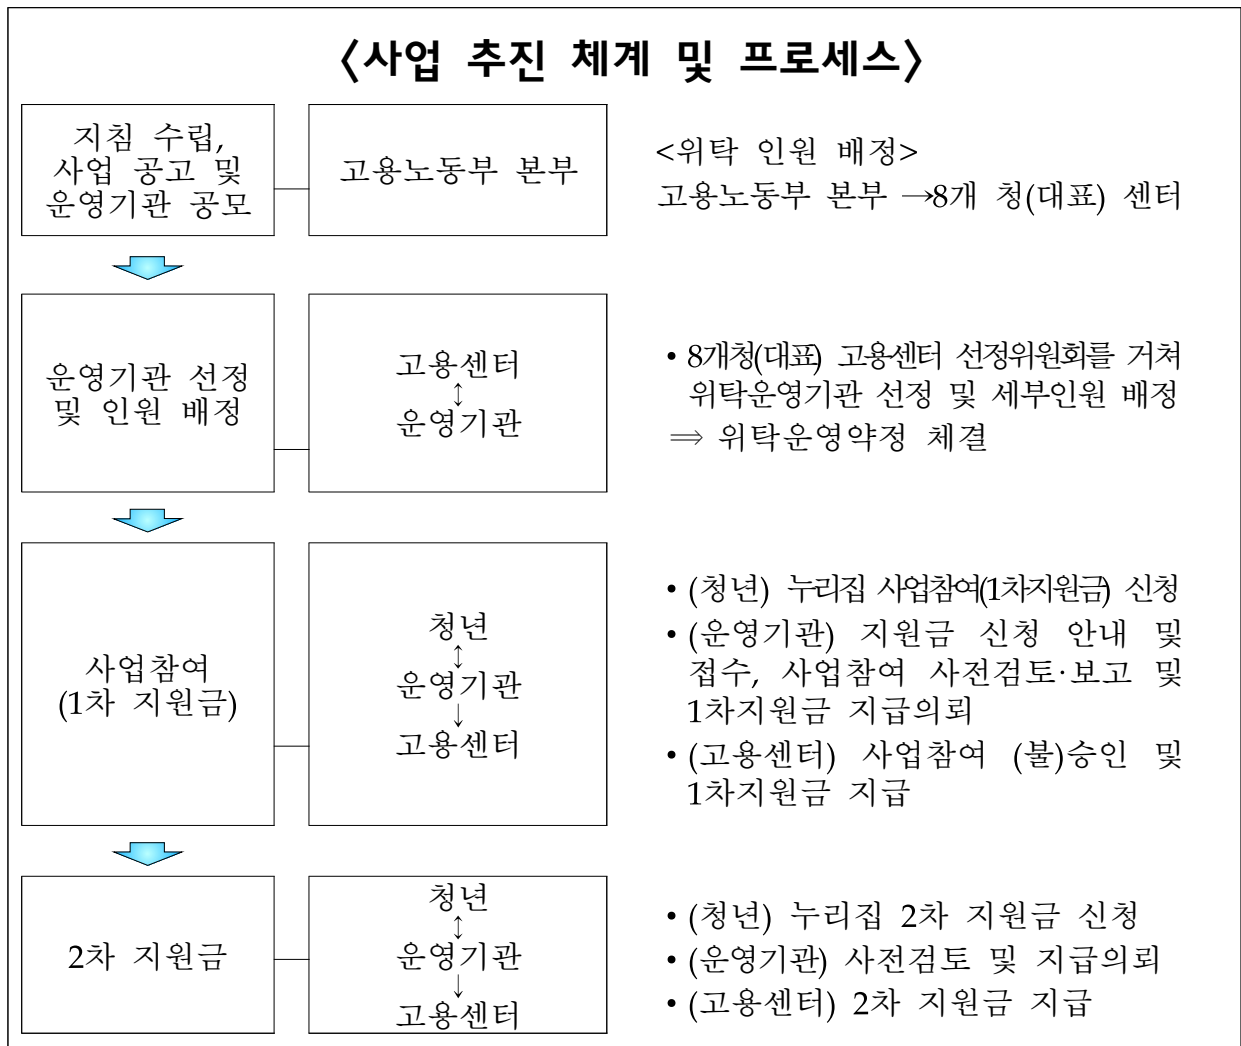 〈사업 추진 체계 및 프로세스〉
지침 수립,
사업 공고 및
운영기관 공모
고용노동부 본부
<위탁 인원 배정>
고용노동부 본부 →8개 청(대표) 센터
운영기관 선정
및 인원 배정
고용센터
↕
운영기관
• 8개청(대표) 고용센터 선정위원회를 거쳐
위탁운영기관 선정 및 세부인원 배정
⇒ 위탁운영약정 체결
사업참여
(1차 지원금)
청년
↕
운영기관
↓
고용센터
• (청년) 누리집 사업참여(1차지원금) 신청
• (운영기관) 지원금 신청 안내 및
접수, 사업참여 사전검토·보고 및
1차지원금 지급의뢰
• (고용센터) 사업참여 (불)승인 및
1차지원금 지급
2차 지원금
청년
↕
운영기관
↓
고용센터
• (청년) 누리집 2차 지원금 신청
• (운영기관) 사전검토 및 지급의뢰
• (고용센터) 2차 지원금 지급